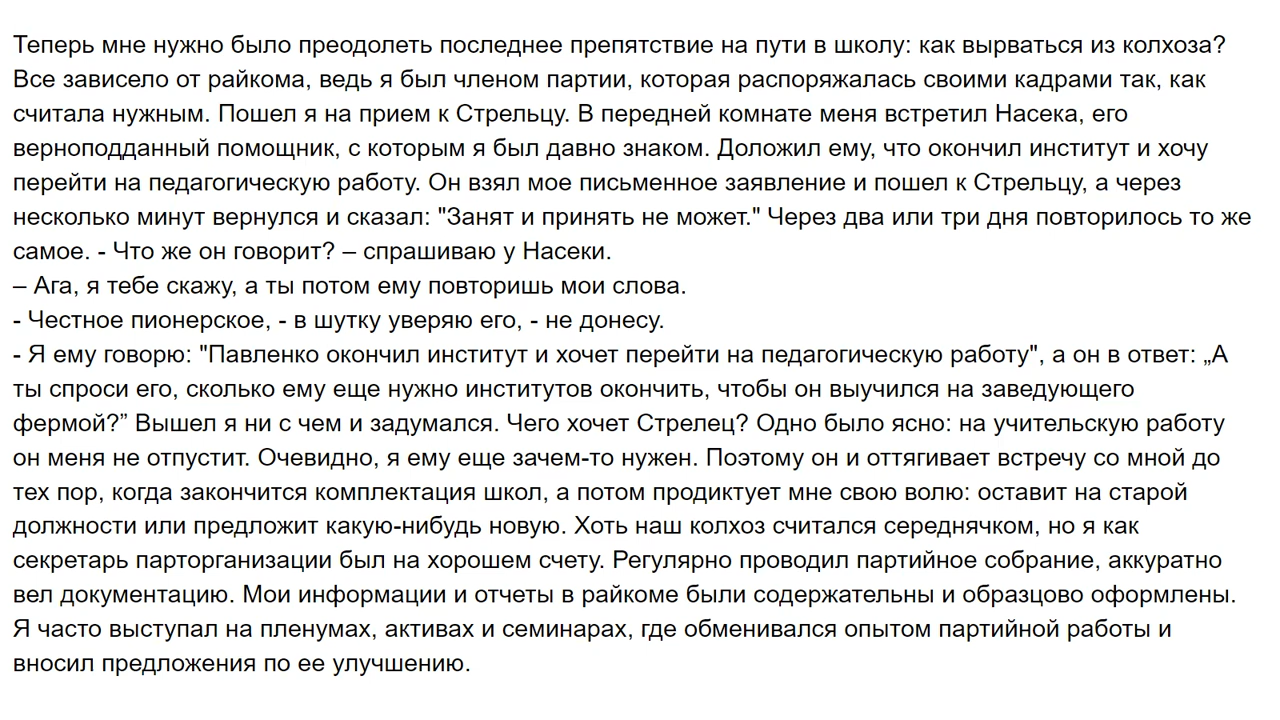 Теперь мне нужно было преодолеть последнее препятствие на пути в школу: как вырваться из колхоза?
Все зависело от райкома, ведь я был членом партии, которая распоряжалась своими кадрами так, как
считала нужным. Пошел я на прием к Стрельцу. В передней комнате меня встретил Насека, его
верноподданный помощник, с которым я был давно знаком. Доложил ему, что окончил институт и хочу
перейти на педагогическую работу. Он взял мое письменное заявление и пошел к Стрельцу, а через
несколько минут вернулся и сказал: "Занят и принять не может." Через два или три дня повторилось то же
самое. - Что же он говорит? – спрашиваю у Насеки.
– Ага, я тебе скажу, а ты потом ему повторишь мои слова.
- Честное пионерское, - в шутку уверяю его, - не донесу.
- Я ему говорю: "Павленко окончил институт и хочет перейти на педагогическую работу", а он в ответ: „А
ты спроси его, сколько ему еще нужно институтов окончить, чтобы он выучился на заведующего
фермой?” Вышел я ни с чем и задумался. Чего хочет Стрелец? Одно было ясно: на учительскую работу
он меня не отпустит. Очевидно, я ему еще зачем-то нужен. Поэтому он и оттягивает встречу со мной до
тех пор, когда закончится комплектация школ, а потом продиктует мне свою волю: оставит на старой
должности или предложит какую-нибудь новую. Хоть наш колхоз считался середнячком, но я как
секретарь парторганизации был на хорошем счету. Регулярно проводил партийное собрание, аккуратно
вел документацию. Мои информации и отчеты в райкоме были содержательны и образцово оформлены.
Я часто выступал на пленумах, активах и семинарах, где обменивался опытом партийной работы и
вносил предложения по ее улучшению.